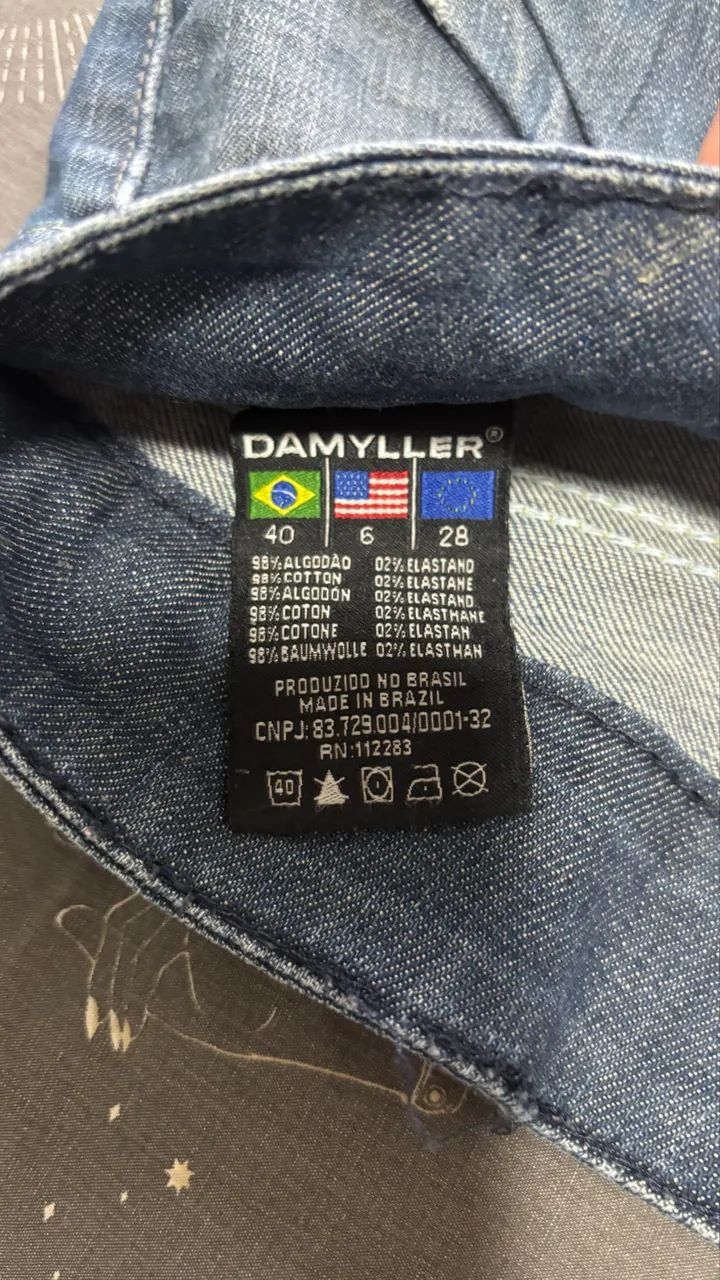 DAMYLLER®
40 6 28
98% ALGODÃO 02% ELASTANO
98% COTTON 02% ELASTANE
98% ALGODÓN 02% ELASTANO
98% COTON 02% ELASTHANE
98% COTONE 02% ELASTAN
98% BAUMWOLLE 02% ELASTHAN
PRODUZIDO NO BRASIL
MADE IN BRAZIL
CNPJ: 83.729.004/0001-32
RN:112283
40